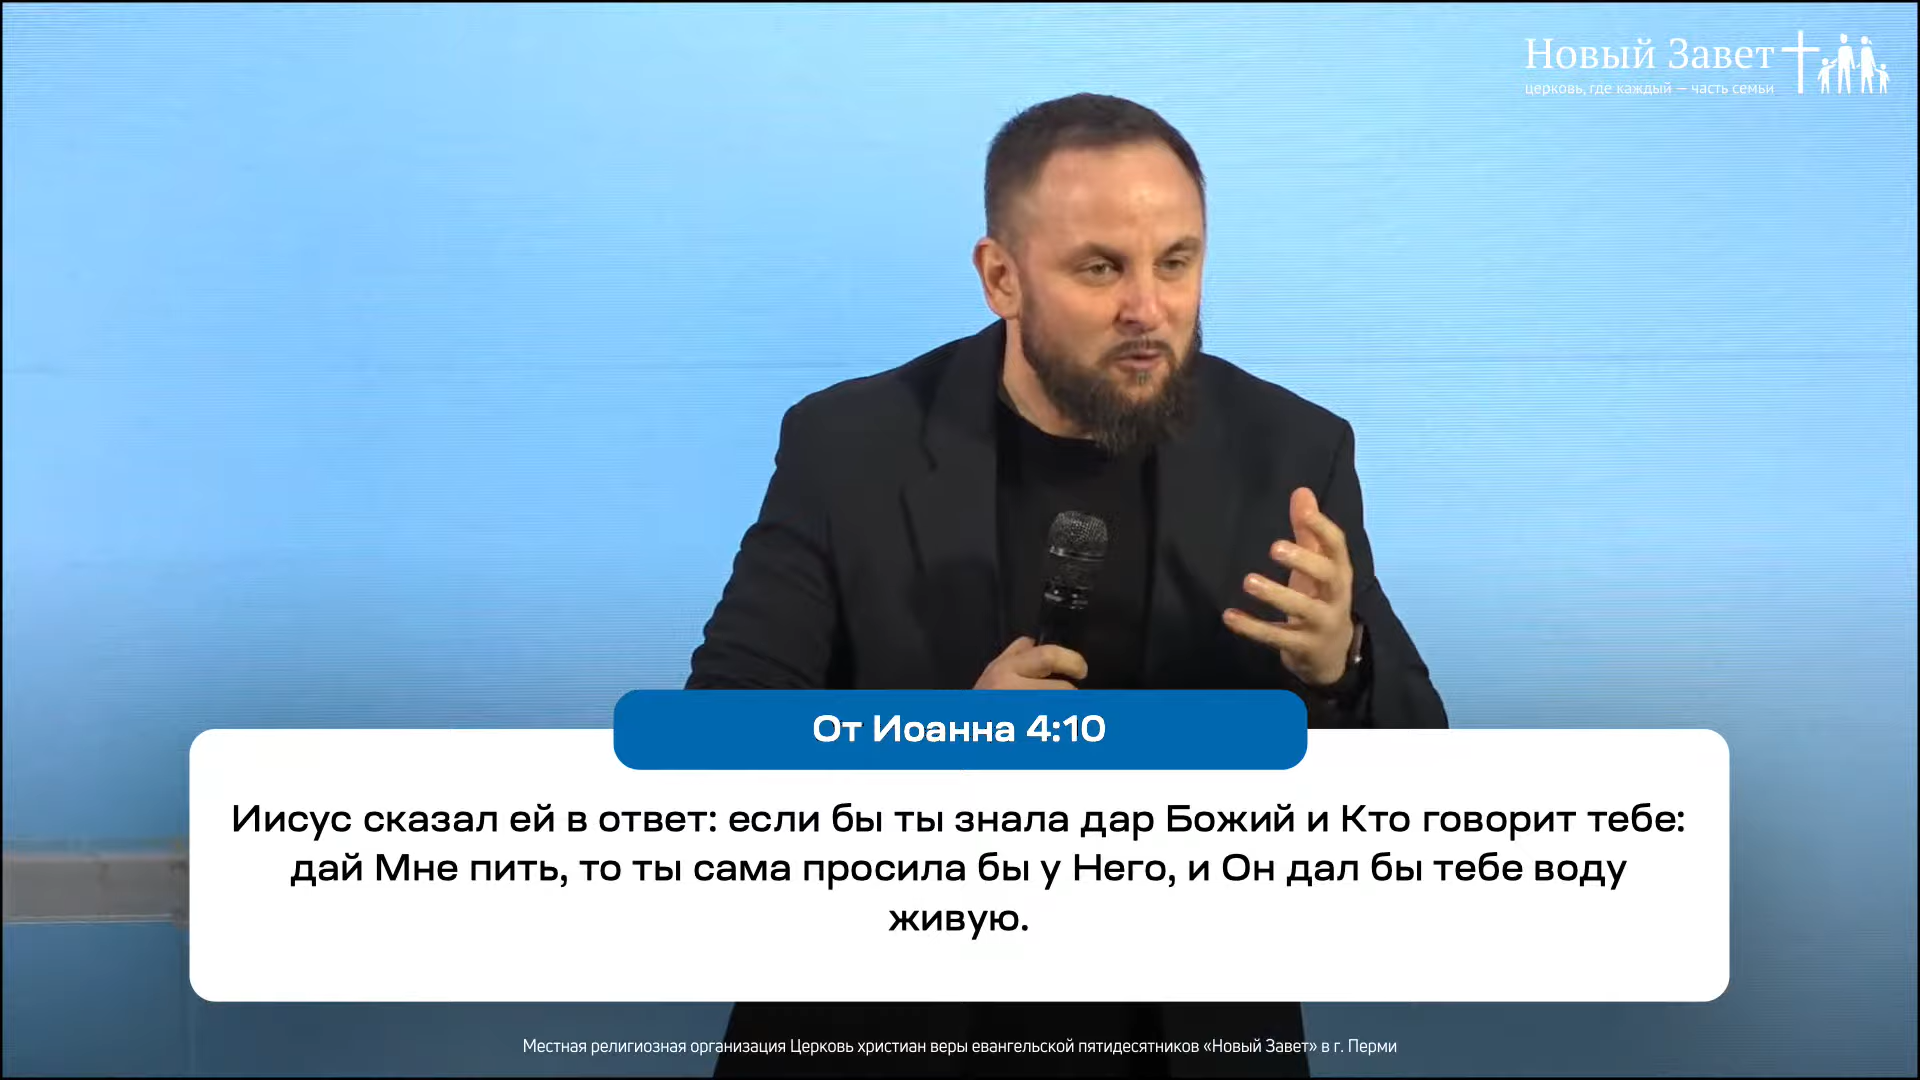 Новый Завет
церковь, где каждый — часть семьи
От Иоанна 4:10
Иисус сказал ей в ответ: если бы ты знала дар Божий и Кто говорит тебе:
дай Мне пить, то ты сама просила бы у Него, и Он дал бы тебе воду
живую.
Местная религиозная организация Церковь христиан веры евангельской пятидесятников «Новый Завет» в г. Перми